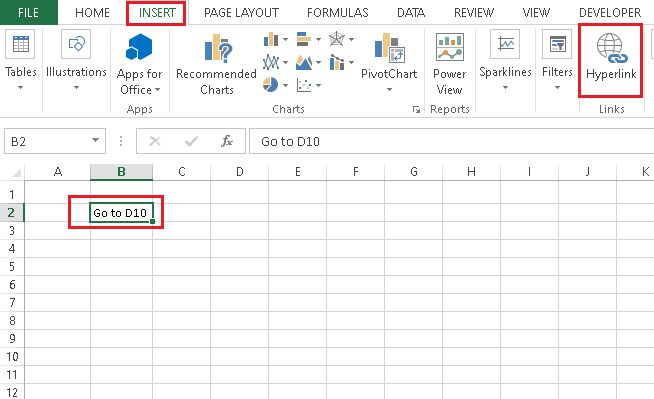 FILE HOME INSERT PAGE LAYOUT FORMULAS DATA REVIEW VIEW DEVELOPER
Tables Illustrations Apps for Office Recommended Charts PivotChart Power View Sparklines Filters Hyperlink
Apps Charts Reports Links
B2 fx Go to D10
A B C D E F G H I J K
1
2 Go to D10
3
4
5
6
7
8
9
10
11
12